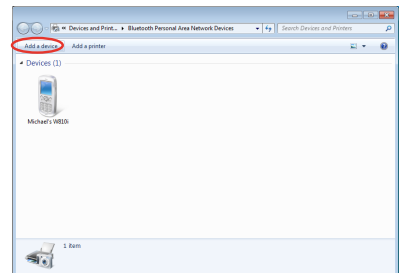 « Devices and Print... ▸ Bluetooth Personal Area Network Devices
Search Devices and Printers
Add a device
Add a printer
Devices (1)
Michael's W810i
1 item